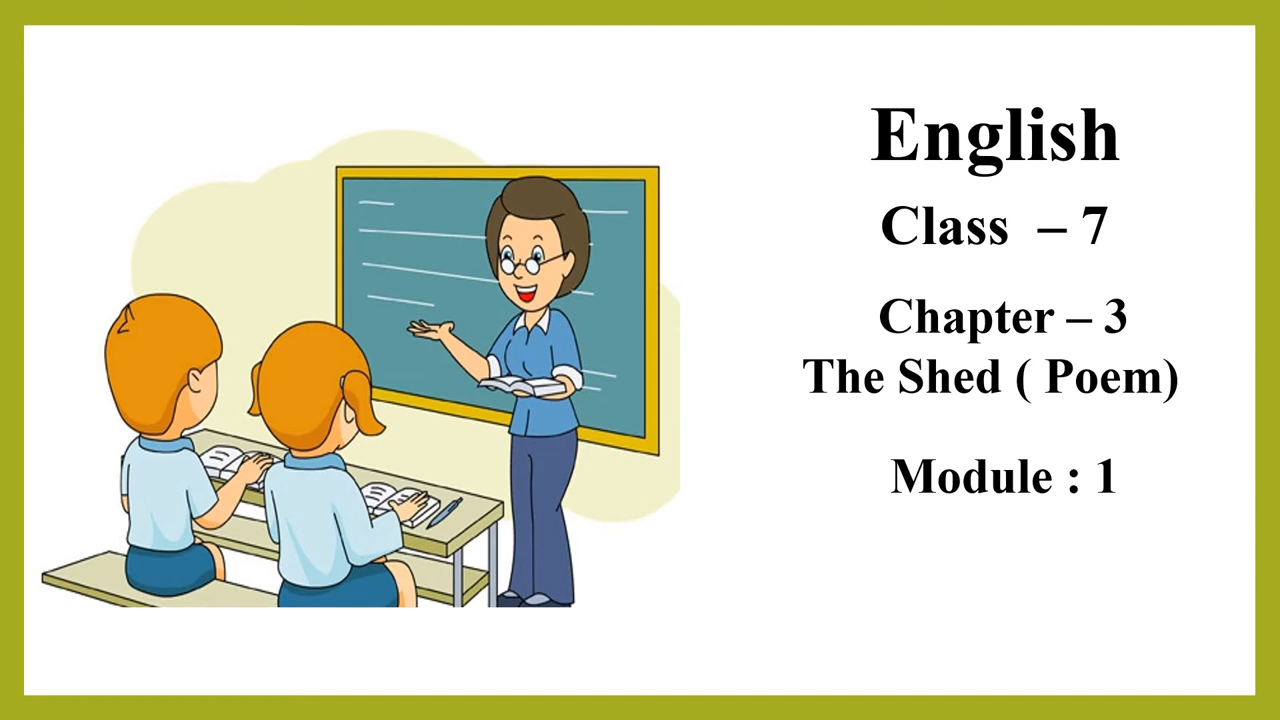 English
Class – 7
Chapter – 3
The Shed ( Poem)
Module : 1